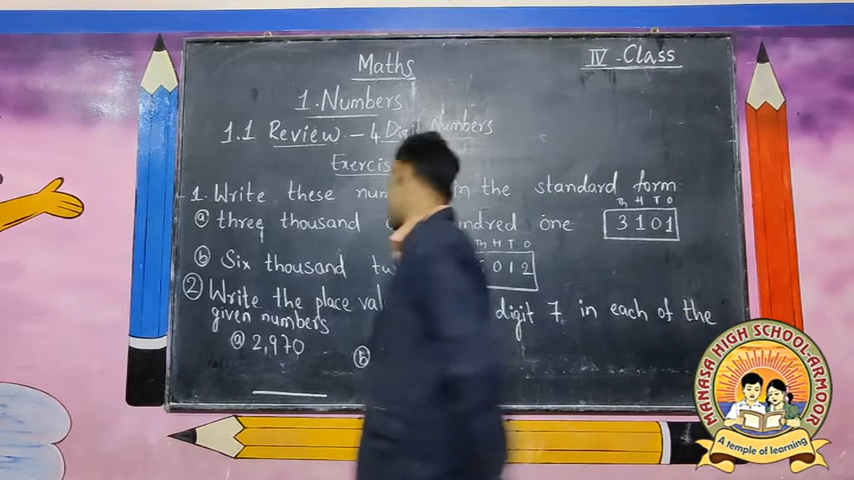 Maths
IV Class
1. Numbers
1.1 Review - 4 Digit Numbers
Exercis
1. Write these num in the standard form
Th H T O
ⓐ three thousand ndred one 3101
Th H T O
ⓑ Six thousand 012
② Write the place val digit 7 in each of the
given numbers
ⓐ 2,970 ⓑ
MANASA HIGH SCHOOL-ARMOOR
A temple of learning